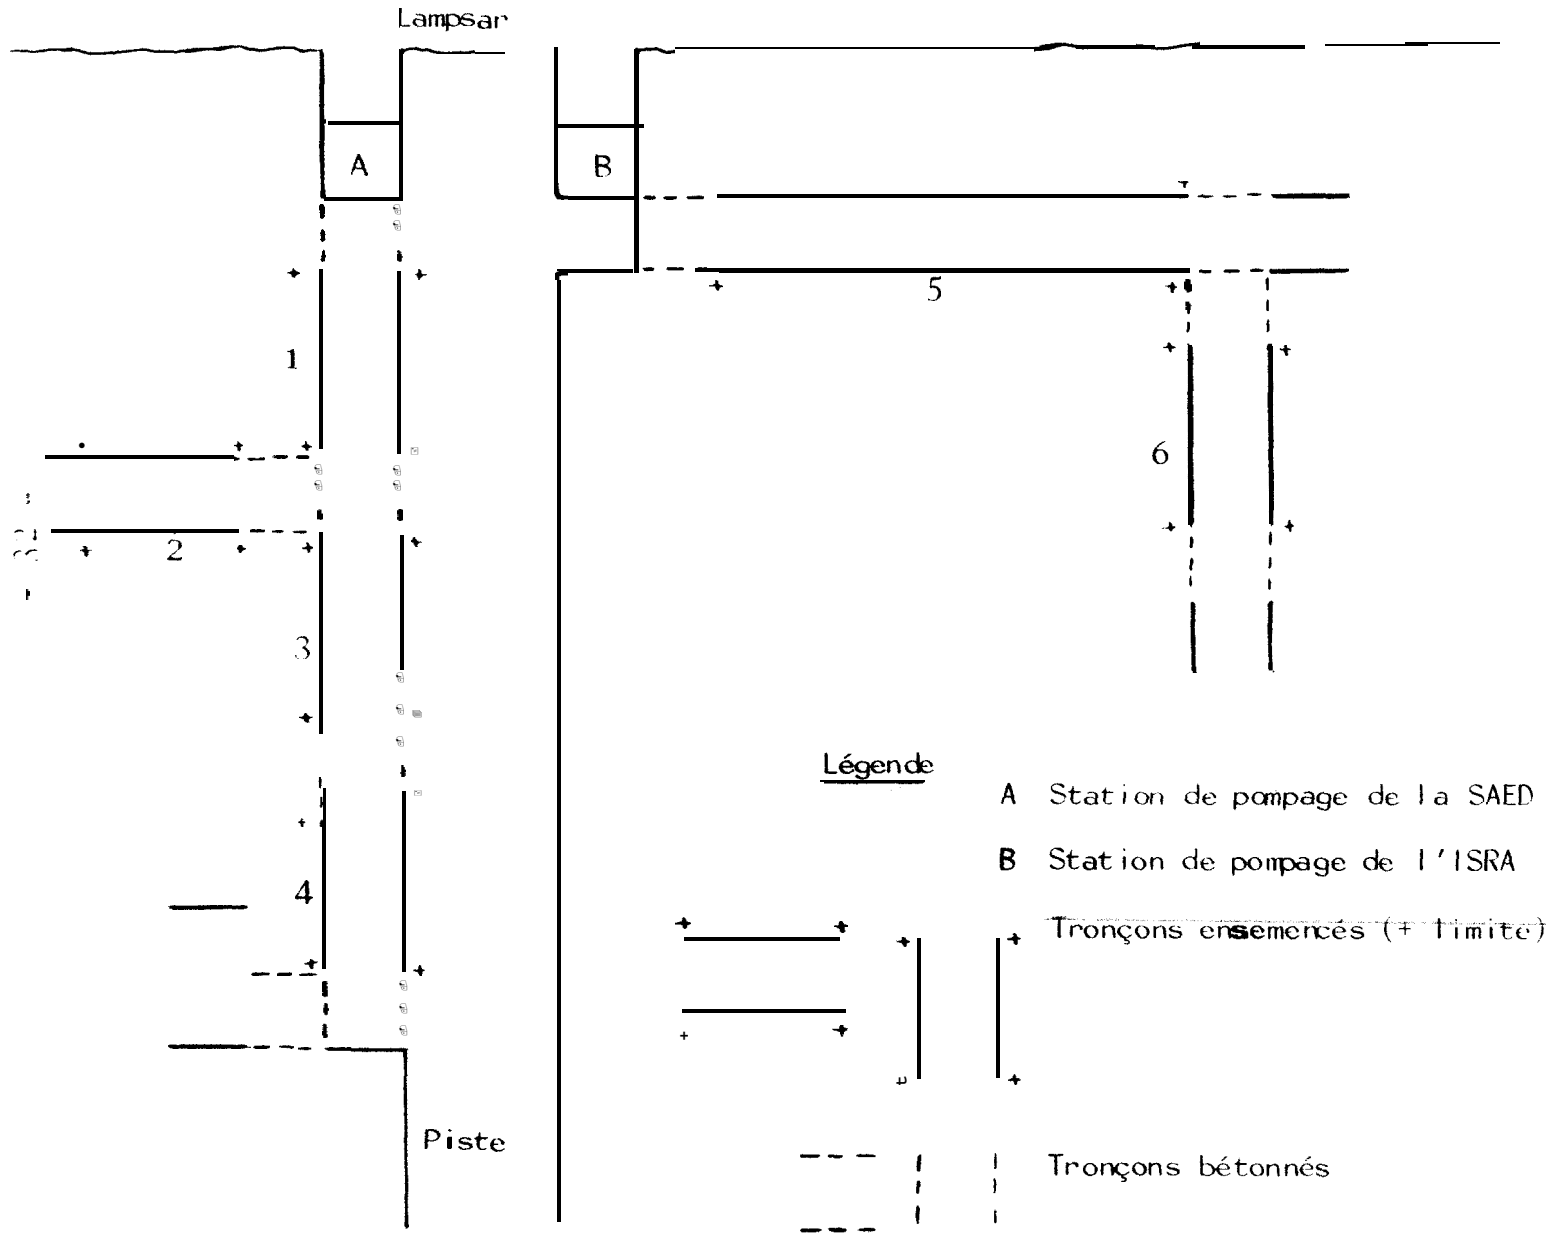 Lampsar
A
B
5
1
6
2
3
Légende
A Station de pompage de la SAED
B Station de pompage de l'ISRA
4
Tronçons ensemencés (+ limite)
Piste
Tronçons bétonnés